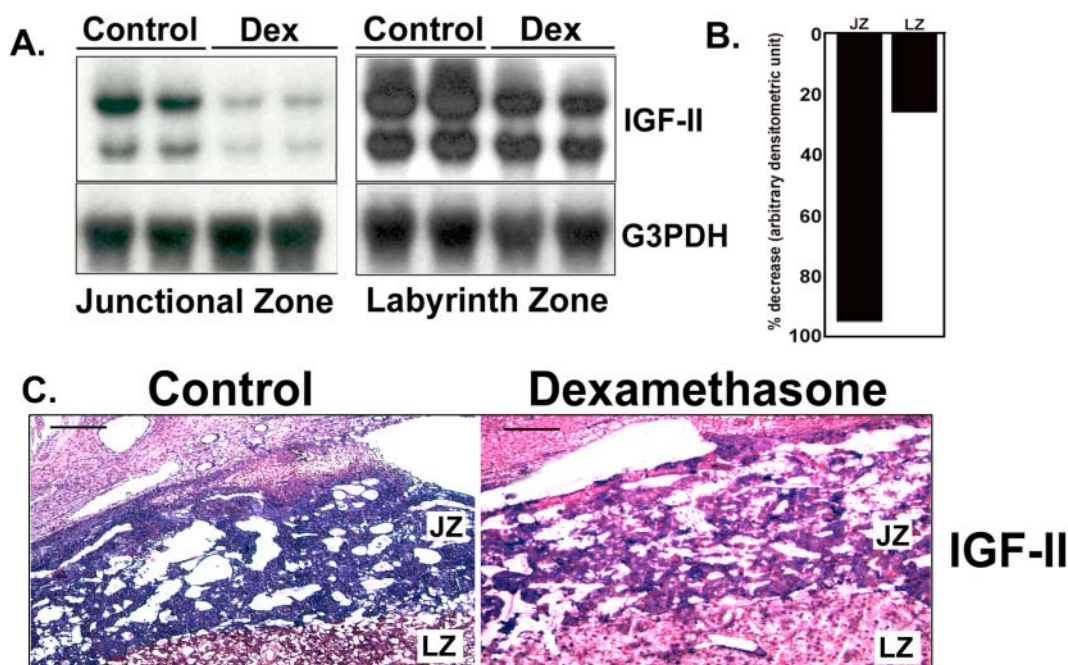 A.
Control Dex
Control Dex
IGF-II
G3PDH
Junctional Zone
Labyrinth Zone
B.
JZ LZ
% decrease (arbitrary densitometric unit)
0
20
40
60
80
100
C.
Control
Dexamethasone
JZ
LZ
JZ
LZ
IGF-II